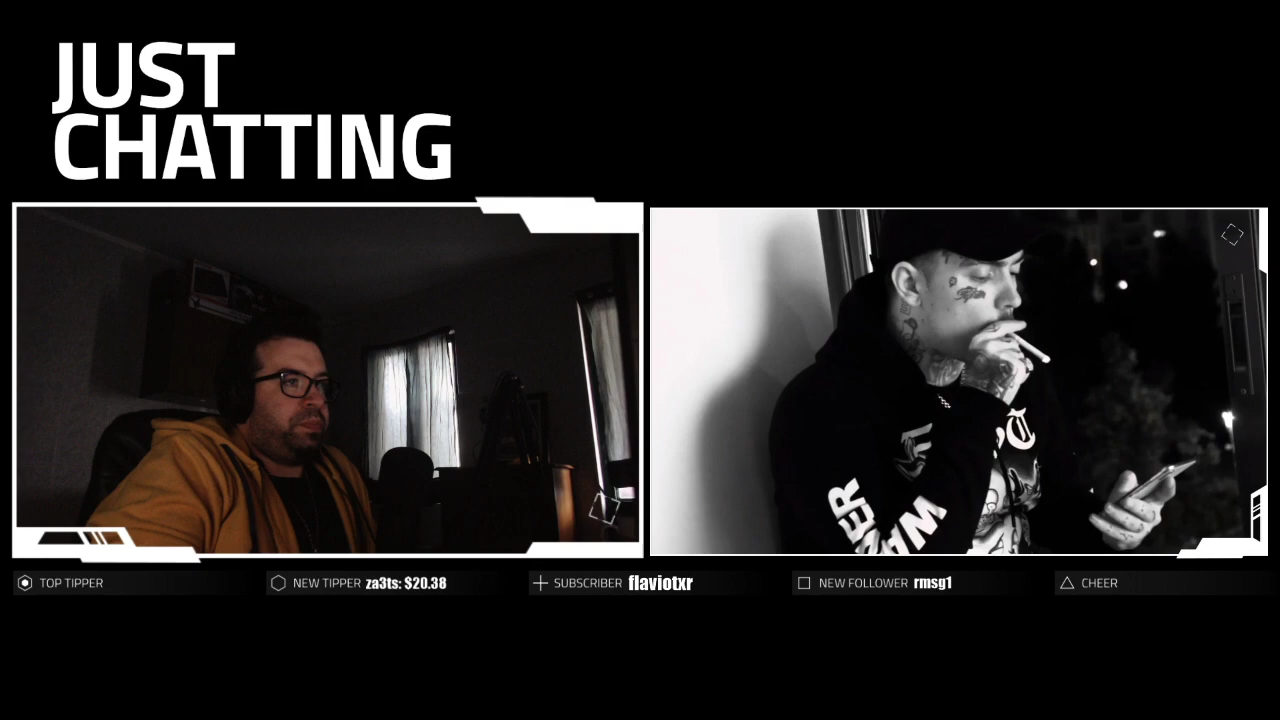 JUST
CHATTING
TOP TIPPER
NEW TIPPER za3ts: $20.38
SUBSCRIBER flaviotxr
NEW FOLLOWER rmsg1
CHEER